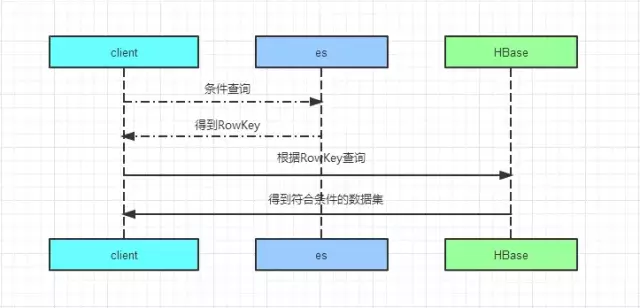 client es HBase
条件查询
得到RowKey
根据RowKey查询
得到符合条件的数据集
client es HBase